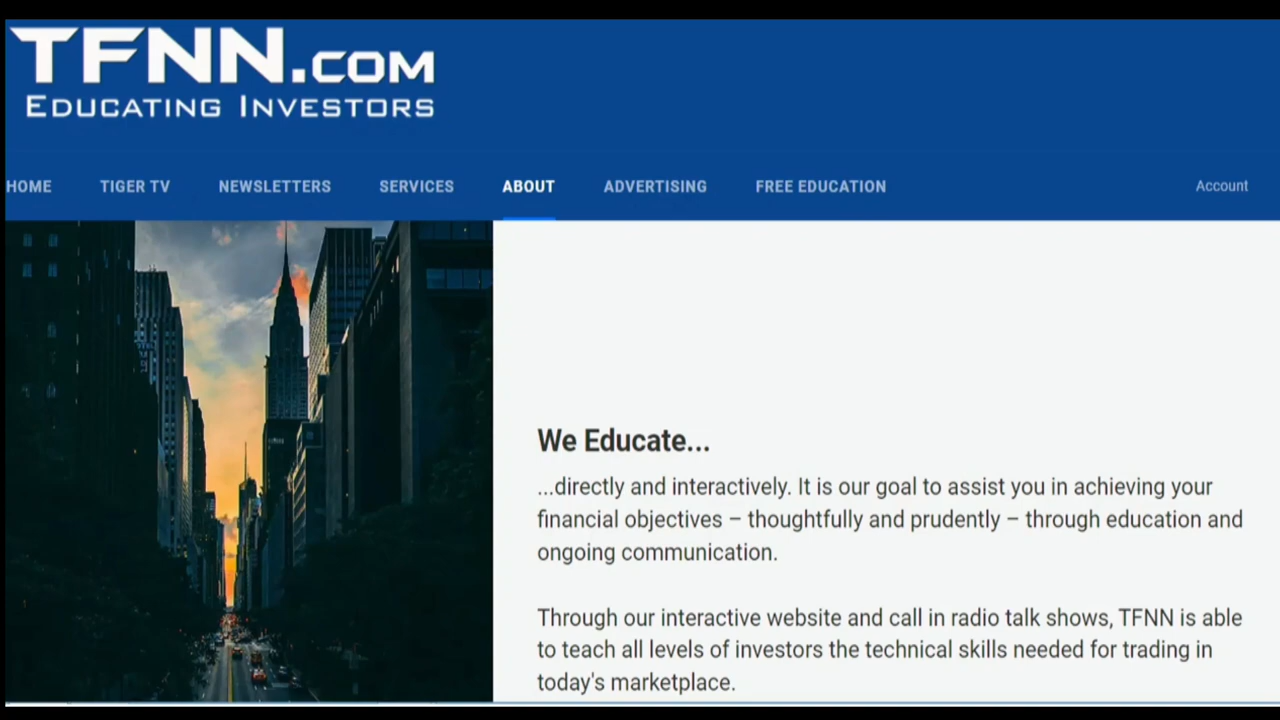 TFNN.COM
EDUCATING INVESTORS
HOME TIGER TV NEWSLETTERS SERVICES ABOUT ADVERTISING FREE EDUCATION Account
We Educate...
...directly and interactively. It is our goal to assist you in achieving your
financial objectives – thoughtfully and prudently – through education and
ongoing communication.
Through our interactive website and call in radio talk shows, TFNN is able
to teach all levels of investors the technical skills needed for trading in
today's marketplace.